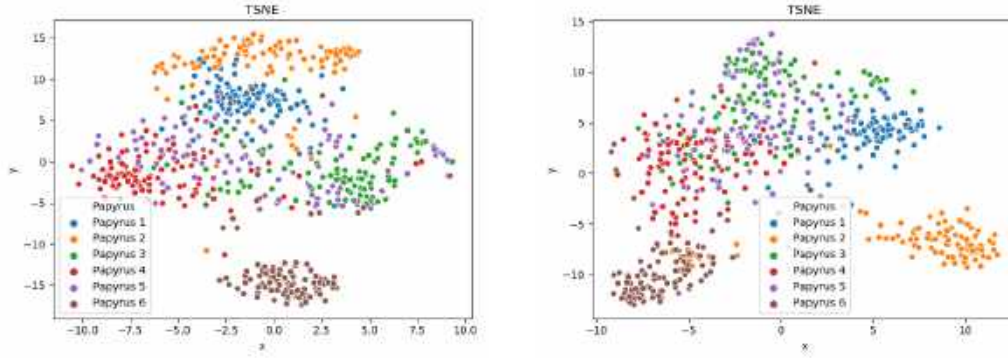 TSNE
15
10
5
0
−5
−10
−15
y
−10.0 −7.5 −5.0 −2.5 0.0 2.5 5.0 7.5 10.0
x
Papyrus
Papyrus 1
Papyrus 2
Papyrus 3
Papyrus 4
Papyrus 5
Papyrus 6
TSNE
15
10
5
0
−5
−10
y
−10 −5 0 5 10
x
Papyrus
Papyrus 1
Papyrus 2
Papyrus 3
Papyrus 4
Papyrus 5
Papyrus 6